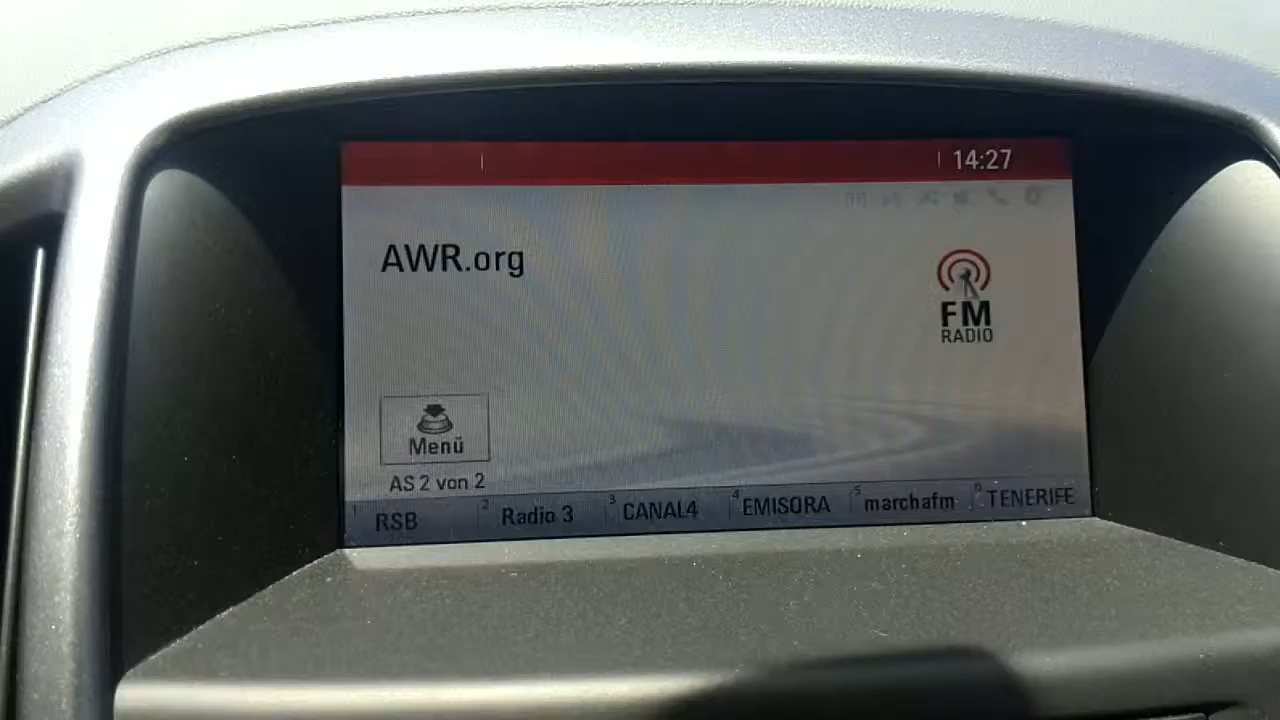 14:27
AWR.org
FM
RADIO
Menü
AS 2 von 2
1 RSB 2 Radio 3 3 CANAL4 4 EMISORA 5 marchafm 6 TENERIFE